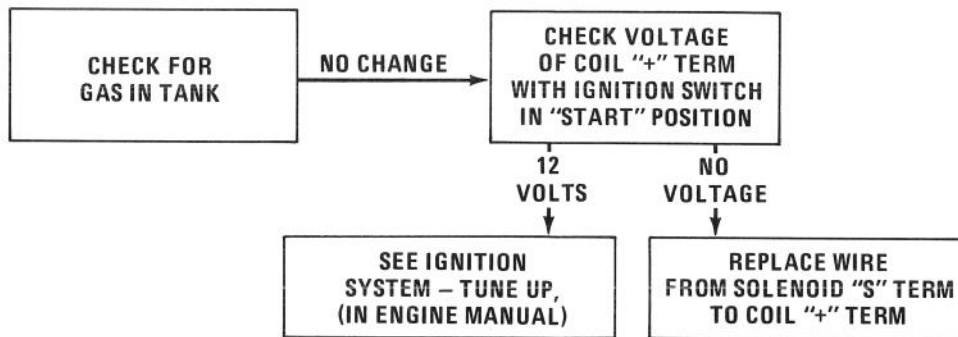 CHECK FOR
GAS IN TANK
NO CHANGE
CHECK VOLTAGE
OF COIL "+" TERM
WITH IGNITION SWITCH
IN "START" POSITION
12
VOLTS
NO
VOLTAGE
SEE IGNITION
SYSTEM – TUNE UP,
(IN ENGINE MANUAL)
REPLACE WIRE
FROM SOLENOID "S" TERM
TO COIL "+" TERM